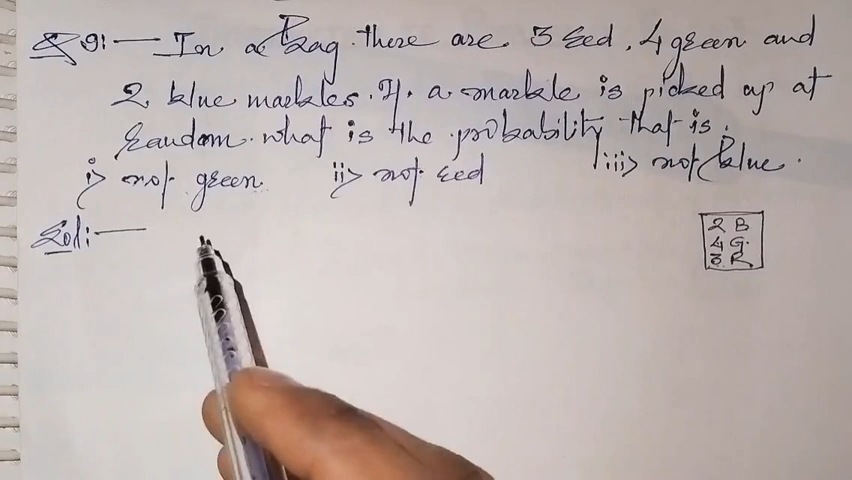 Q 9:— In a Bag there are 3 red, 4 green and
2 blue marbles. If a marble is picked up at
random. what is the probability that is.
i> not green ii> not red iii> not blue.
Sol:—
2 B
4 G.
3 R